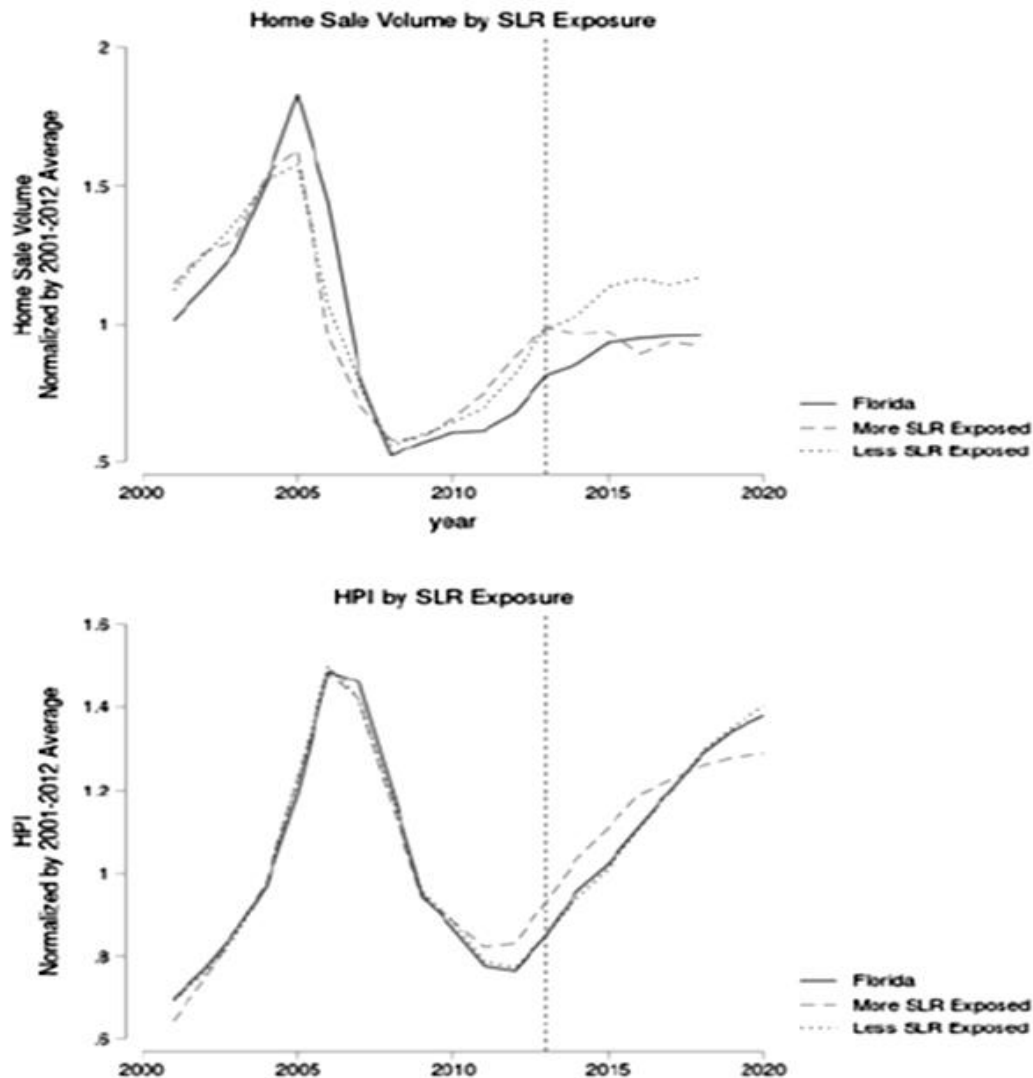 Home Sale Volume by SLR Exposure
Home Sale Volume
Normalized by 2001-2012 Average
2
1.5
1
.5
2000 2005 2010 2015 2020
year
Florida
More SLR Exposed
Less SLR Exposed
HPI by SLR Exposure
HPI
Normalized by 2001-2012 Average
1.6
1.4
1.2
1
.8
.6
2000 2005 2010 2015 2020
Florida
More SLR Exposed
Less SLR Exposed